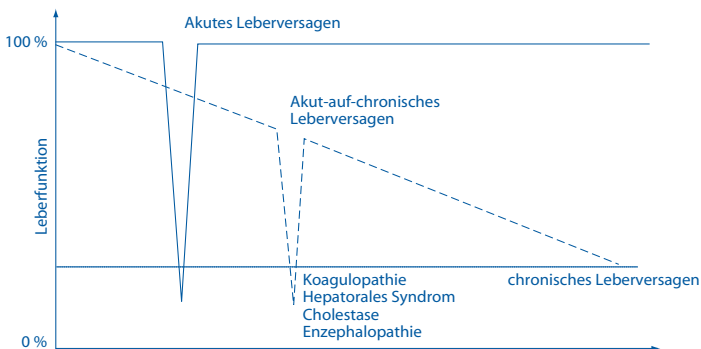 Akutes Leberversagen
100 %
Akut-auf-chronisches
Leberversagen
Leberfunktion
Koagulopathie
Hepatorales Syndrom
Cholestase
Enzephalopathie
chronisches Leberversagen
0 %